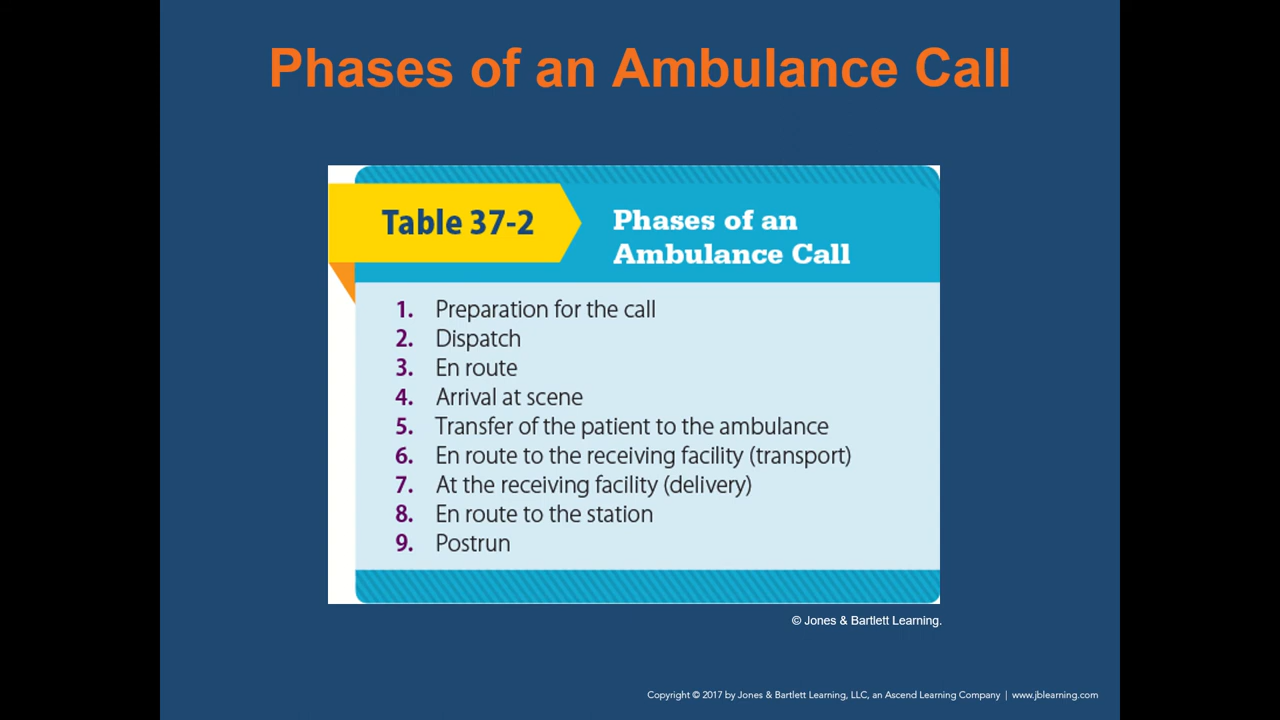 Phases of an Ambulance Call
Table 37-2
Phases of an
Ambulance Call
1. Preparation for the call
2. Dispatch
3. En route
4. Arrival at scene
5. Transfer of the patient to the ambulance
6. En route to the receiving facility (transport)
7. At the receiving facility (delivery)
8. En route to the station
9. Postrun
© Jones & Bartlett Learning.
Copyright © 2017 by Jones & Bartlett Learning, LLC, an Ascend Learning Company | www.jblearning.com